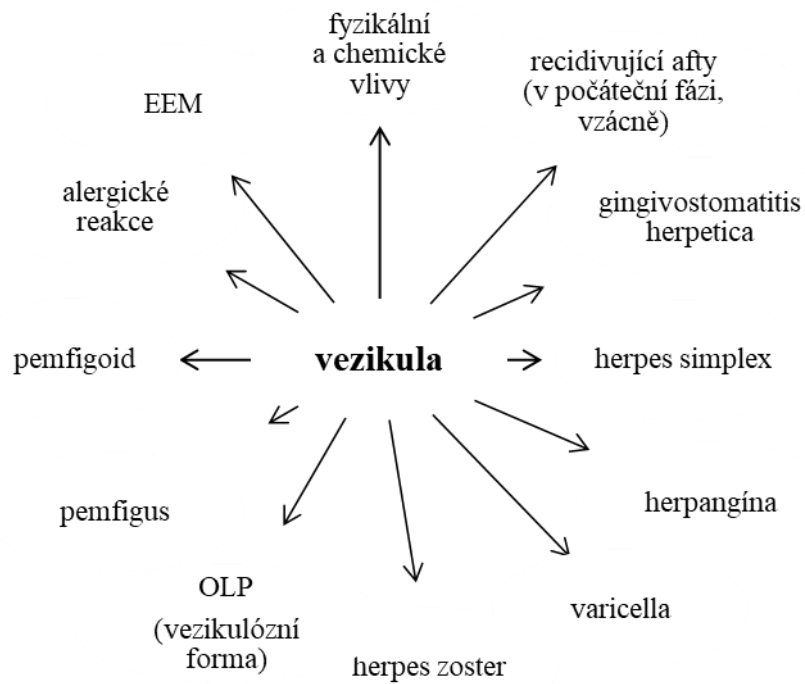 fyzikální
a chemické
vlivy
recidivující afty
(v počáteční fázi,
vzácně)
EEM
alergické
reakce
gingivostomatitis
herpetica
pemfigoid
vezikula
herpes simplex
pemfigus
herpangína
OLP
(vezikulózní
forma)
varicella
herpes zoster